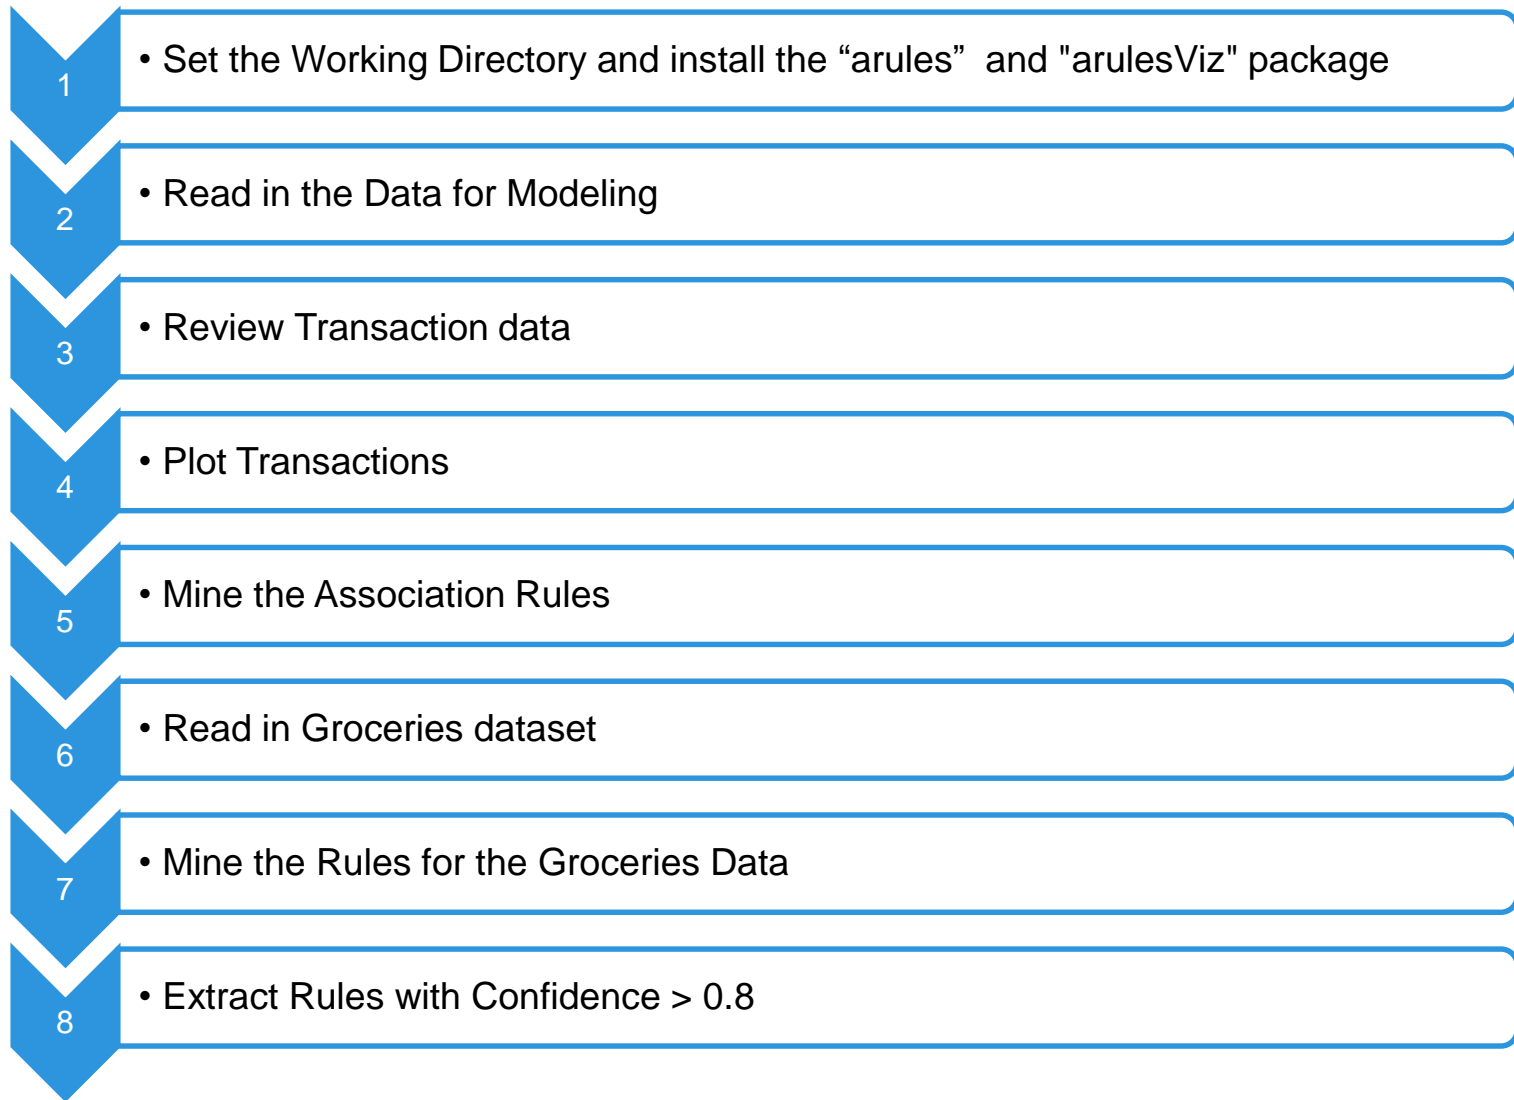 1
• Set the Working Directory and install the “arules”  and "arulesViz" package
2
• Read in the Data for Modeling
3
• Review Transaction data
4
• Plot Transactions
5
• Mine the Association Rules
6
• Read in Groceries dataset
7
• Mine the Rules for the Groceries Data
8
• Extract Rules with Confidence > 0.8